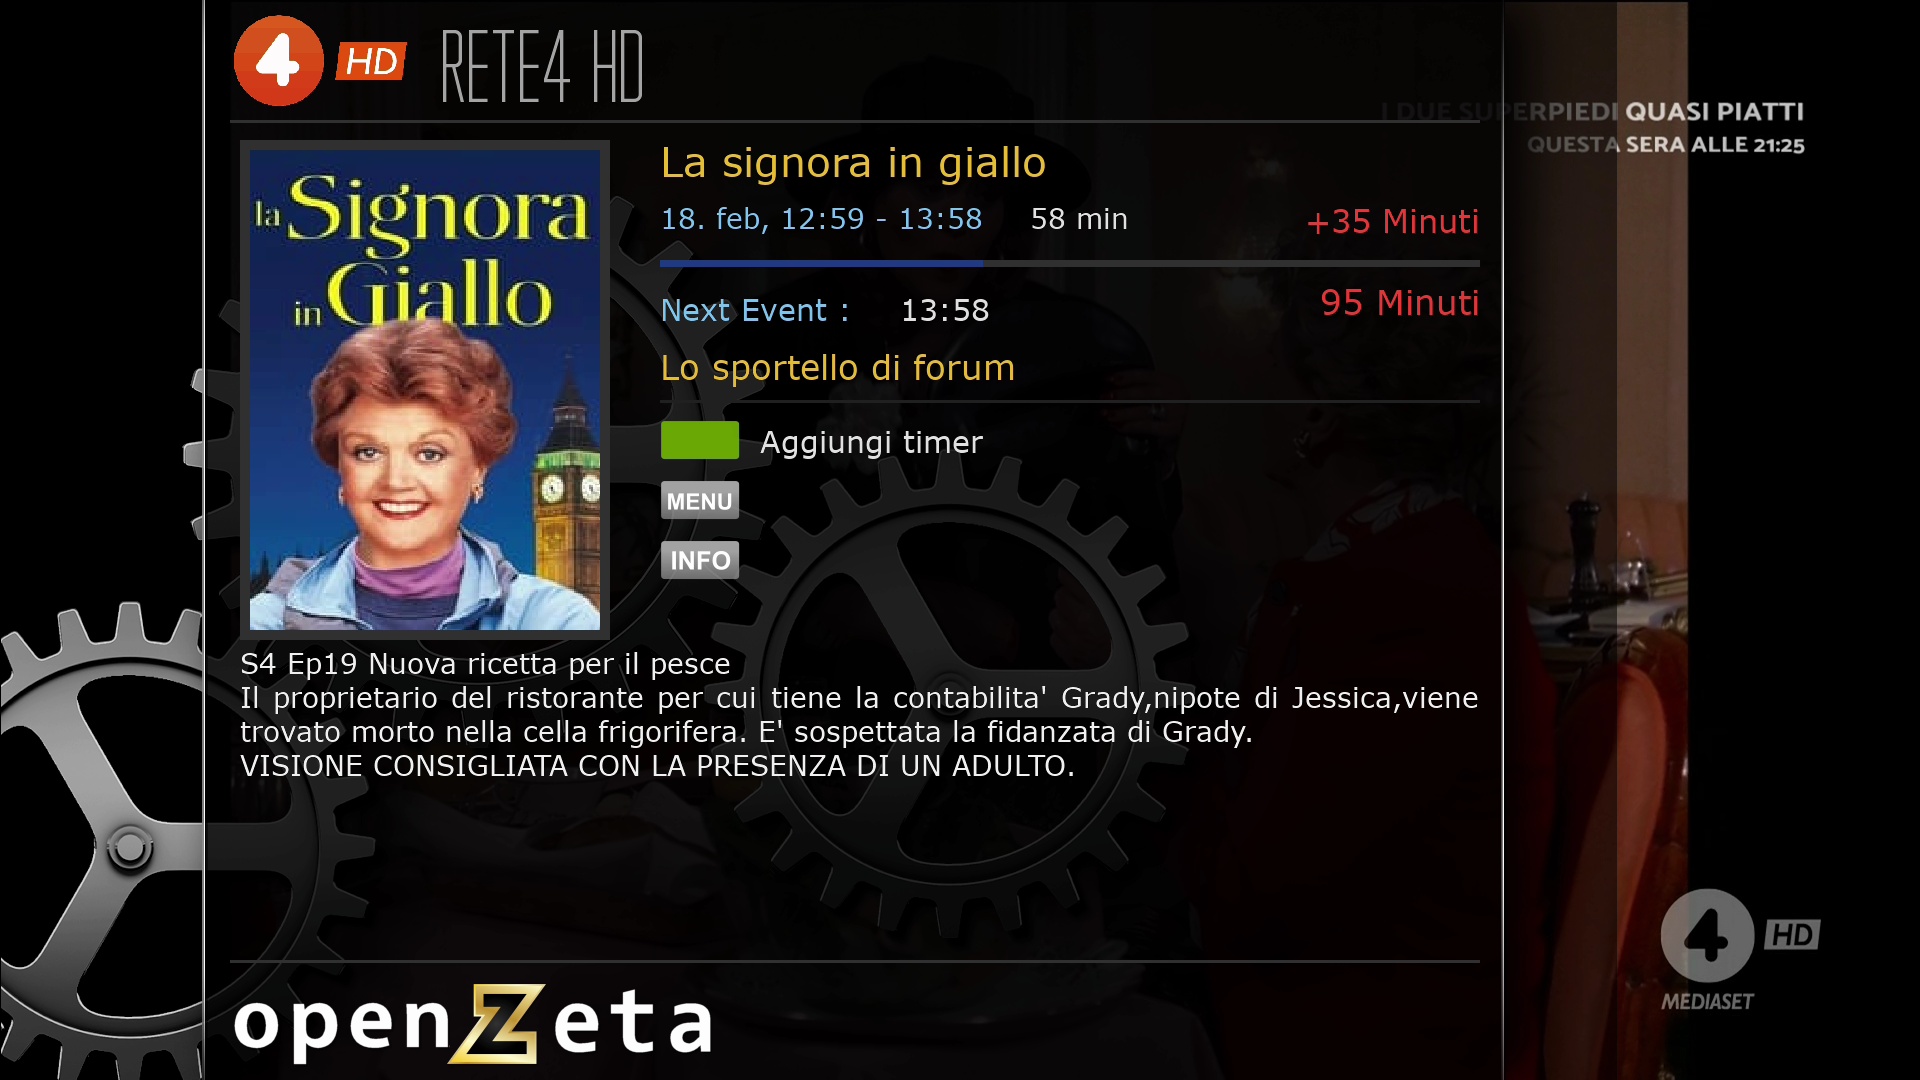 4 HD RETE4 HD
I DUE SUPERPIEDI QUASI PIATTI
QUESTA SERA ALLE 21:25
la Signora
in Giallo
La signora in giallo
18. feb, 12:59 - 13:58 58 min +35 Minuti
Next Event : 13:58 95 Minuti
Lo sportello di forum
Aggiungi timer
MENU
INFO
S4 Ep19 Nuova ricetta per il pesce
Il proprietario del ristorante per cui tiene la contabilita' Grady,nipote di Jessica,viene
trovato morto nella cella frigorifera. E' sospettata la fidanzata di Grady.
VISIONE CONSIGLIATA CON LA PRESENZA DI UN ADULTO.
4 HD
MEDIASET
openZeta